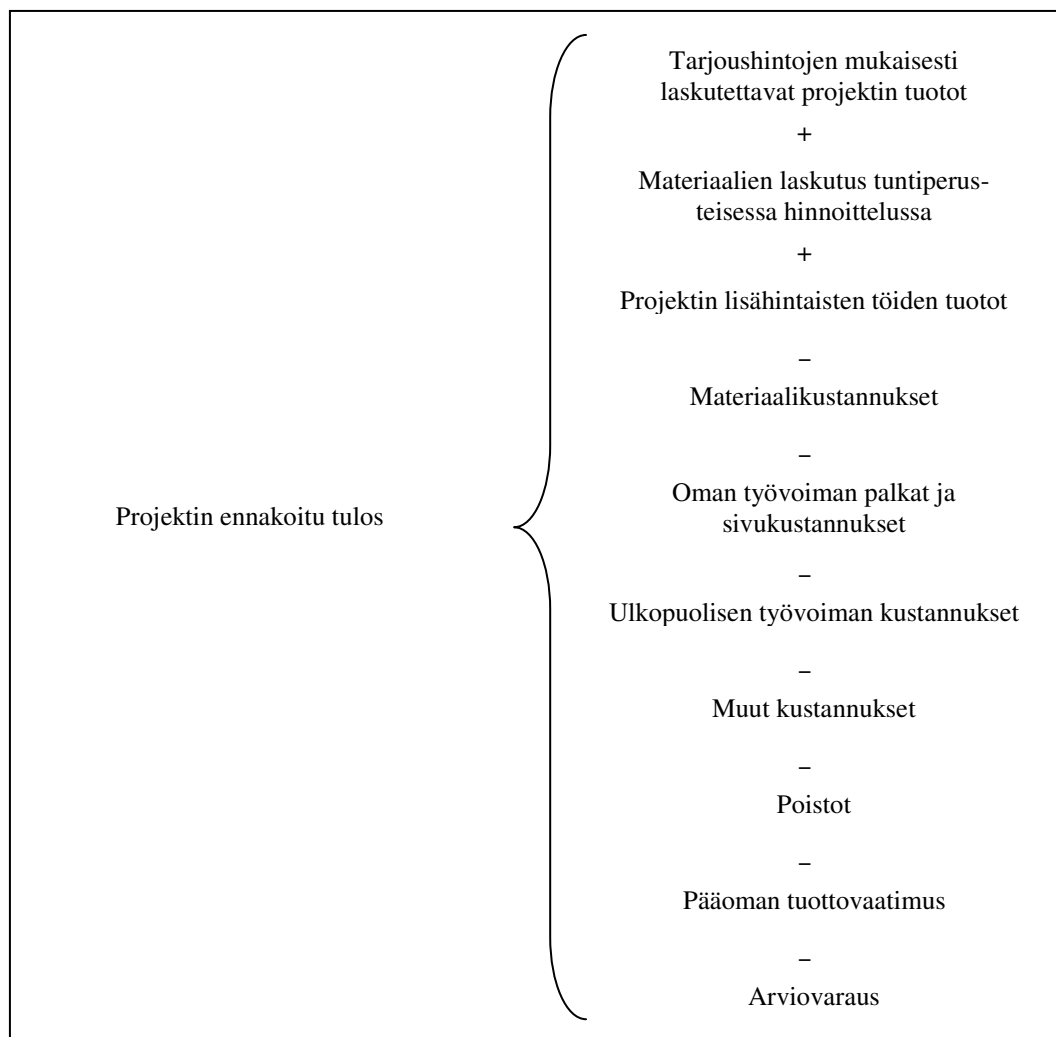 Projektin ennakoitu tulos
Tarjoushintojen mukaisesti
laskutettavat projektin tuotot
+
Materiaalien laskutus tuntiperus-
teisessa hinnoittelussa
+
Projektin lisähintaisten töiden tuotot
–
Materiaalikustannukset
–
Oman työvoiman palkat ja
sivukustannukset
–
Ulkopuolisen työvoiman kustannukset
–
Muut kustannukset
–
Poistot
–
Pääoman tuottovaatimus
–
Arviovaraus